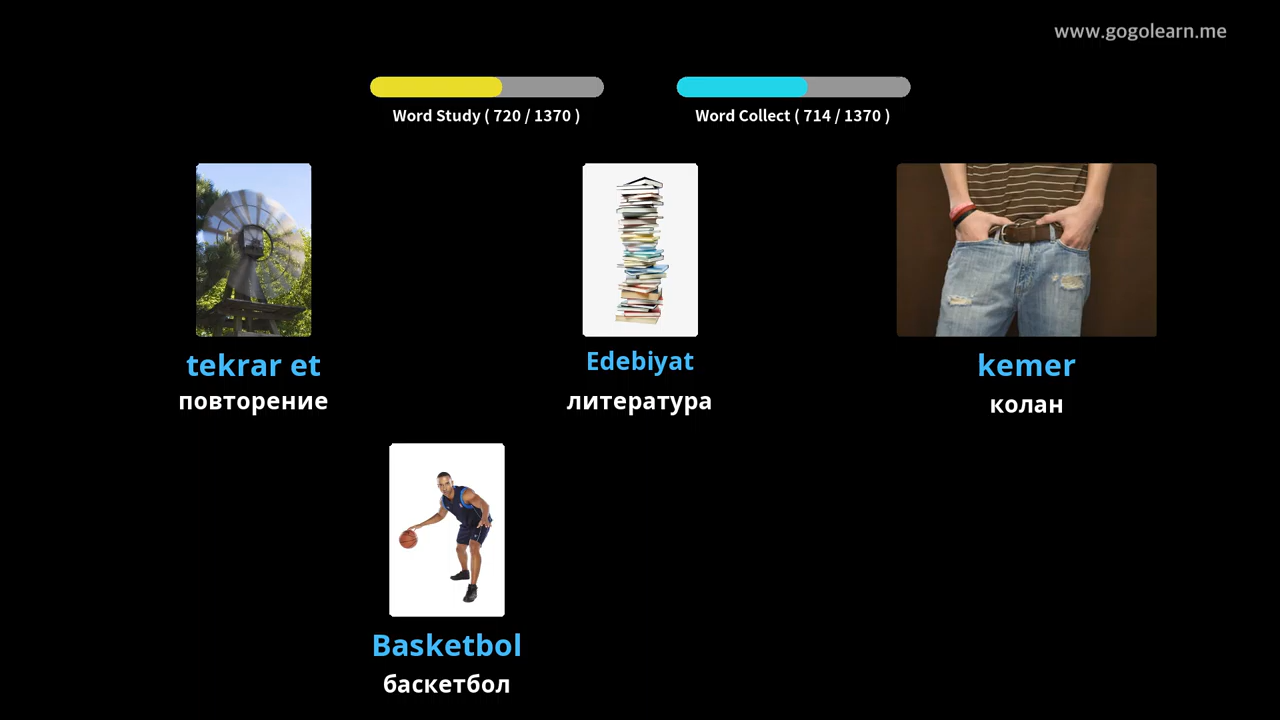 www.gogolearn.me
Word Study ( 720 / 1370 )
Word Collect ( 714 / 1370 )
tekrar et
повторение
Edebiyat
литература
kemer
колан
Basketbol
баскетбол